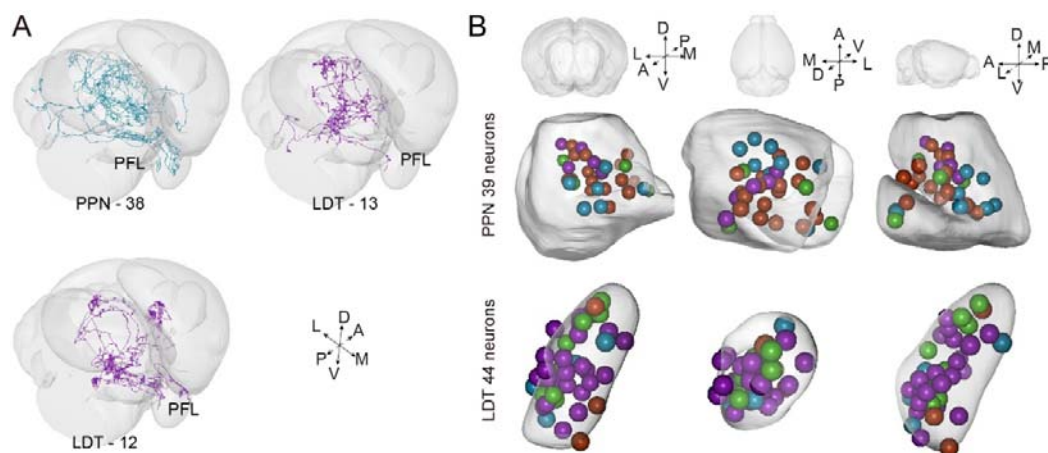 A
PFL
PPN - 38
PFL
LDT - 13
PFL
LDT - 12
D
L
A
P
M
V
B
D
P
L
M
A
V
A
V
M
L
D
P
D
M
A
P
L
V
PPN 39 neurons
LDT 44 neurons